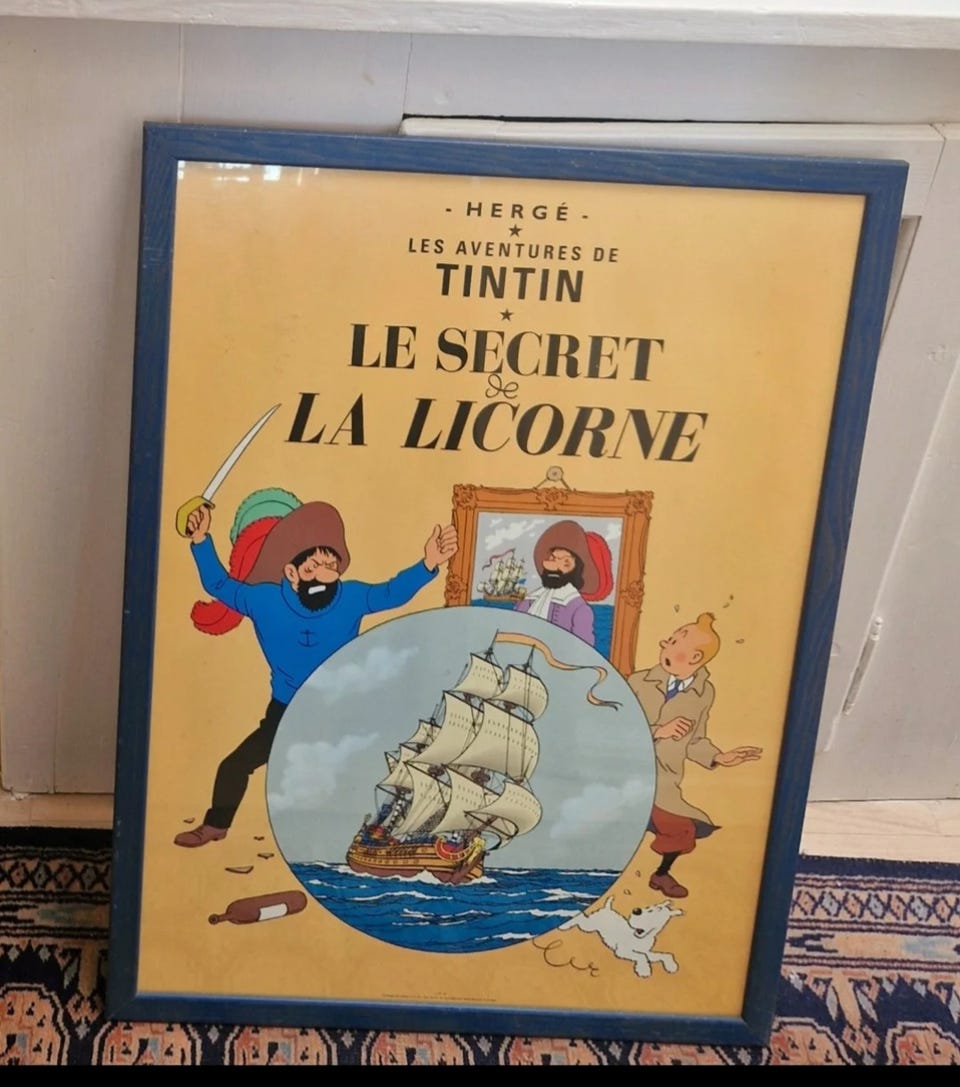 - HERGÉ -
LES AVENTURES DE
TINTIN
LE SECRET
de
LA LICORNE